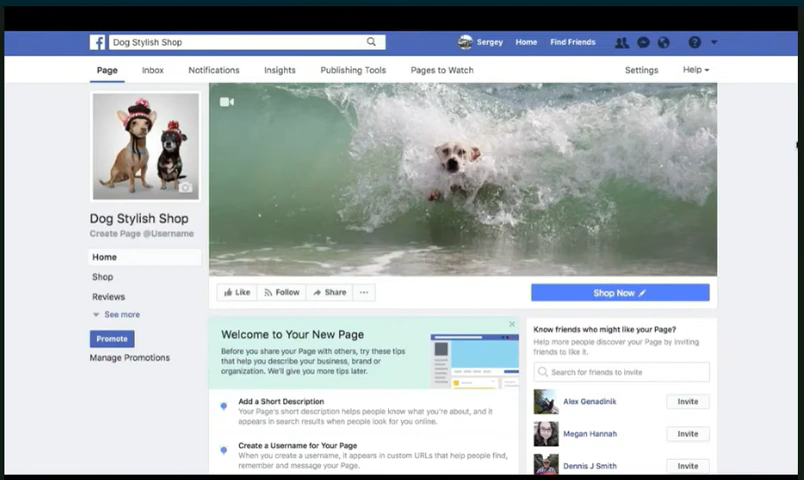 f Dog Stylish Shop
Sergey Home Find Friends
Page Inbox Notifications Insights Publishing Tools Pages to Watch Settings Help
Dog Stylish Shop
Create Page @Username
Home
Shop
Reviews
See more
Promote
Manage Promotions
Like Follow Share ... Shop Now
Welcome to Your New Page
Before you share your Page with others, try these tips
that help you describe your business, brand or
organization. We'll give you more tips later.
Add a Short Description
Your Page's short description helps people know what you're about, and it
appears in search results when people look for you online.
Create a Username for Your Page
When you create a username, it appears in custom URLs that help people find,
remember and message your Page.
Know friends who might like your Page?
Help more people discover your Page by inviting
friends to like it.
Search for friends to invite
Alex Genadinik Invite
Megan Hannah Invite
Dennis J Smith Invite